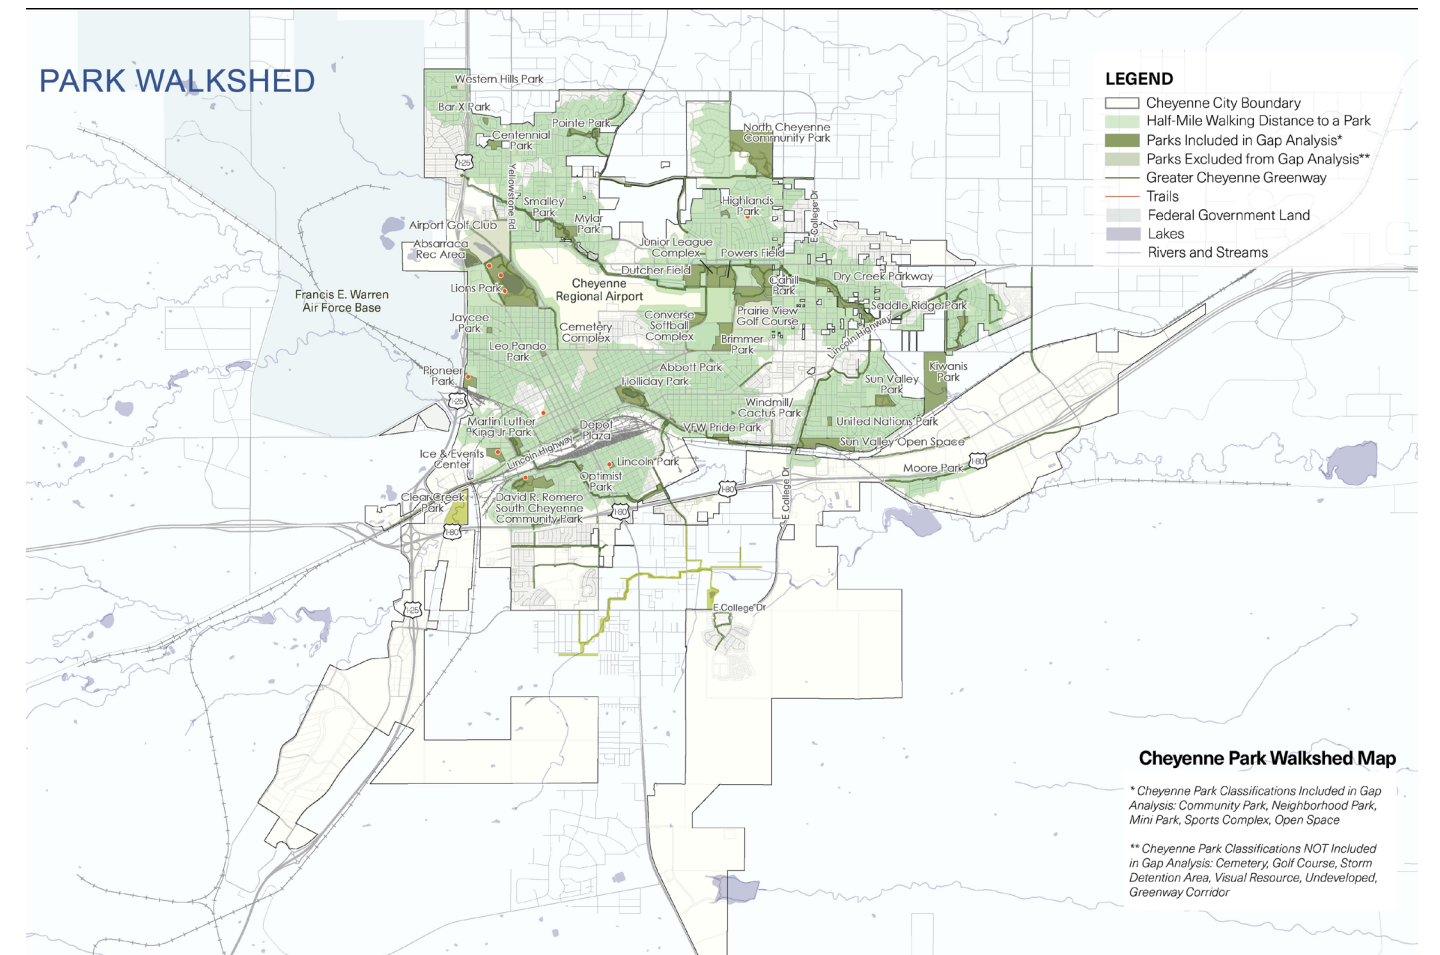 PARK WALKSHED
LEGEND
Cheyenne City Boundary
Half-Mile Walking Distance to a Park
Parks Included in Gap Analysis*
Parks Excluded from Gap Analysis**
Greater Cheyenne Greenway
Trails
Federal Government Land
Lakes
Rivers and Streams
Western Hills Park
Bar X Park
Pointe Park
Centennial
Park
North Cheyenne
Community Park
I-25
Yellowstone Rd
Smalley
Park
Mylar
Park
Highlands
Park
E College Dr
Airport Golf Club
Absarraca
Rec Area
Junior League
Complex
Powers Field
Dutcher Field
Cahill
Park
Dry Creek Parkway
Lions Park
Cheyenne
Regional Airport
Francis E. Warren
Air Force Base
Saddle Ridge Park
Jaycee
Park
Cemetery
Complex
Converse
Softball
Complex
Prairie View
Golf Course
Lincoln Highway
Leo Pando
Park
Brimmer
Park
Pioneer
Park
Abbott Park
Holliday Park
Kiwanis
Park
Sun Valley
Park
I-25
Windmill/
Cactus Park
Martin Luther
King Jr Park
Depot
Plaza
VFW Pride Park
United Nations Park
Lincoln Highway
Sun Valley Open Space
Ice & Events
Center
Lincoln Park
Optimist
Park
Moore Park
I-80
E College Dr
I-80
Clear Creek
Park
David R. Romero
South Cheyenne
Community Park
I-80
I-80
I-25
E College Dr
Cheyenne Park Walkshed Map
* Cheyenne Park Classifications Included in Gap
Analysis: Community Park, Neighborhood Park,
Mini Park, Sports Complex, Open Space
** Cheyenne Park Classifications NOT Included
in Gap Analysis: Cemetery, Golf Course, Storm
Detention Area, Visual Resource, Undeveloped,
Greenway Corridor